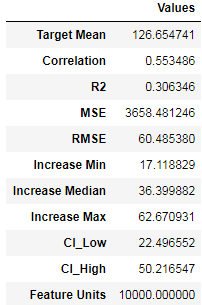 Values
Target Mean 126.654741
Correlation 0.553486
R2 0.306346
MSE 3658.481246
RMSE 60.485380
Increase Min 17.118829
Increase Median 36.399882
Increase Max 62.670931
CI_Low 22.496552
CI_High 50.216547
Feature Units 10000.000000